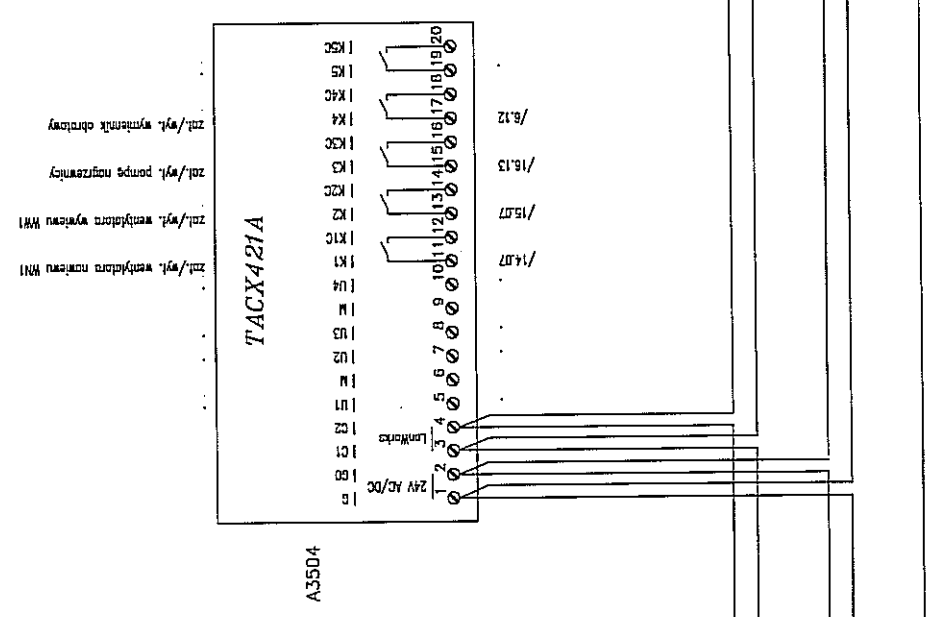 K5C 20
K5 19
K4C 18
zał./wył. wymiennik obrotowy K4 17 /6.12
K3C 16
zał./wył. pompę nagrzewnicy K3 15 /16.13
K2C 14
zał./wył. wentylatora wywiewu WW1 K2 13 /15.07
K1C 12
zał./wył. wentylatora nawiewu WN1 K1 11 /14.07
U4 10
M 9
U3 8
U2 7
M 6
U1 5
C2 4
LonWorks
C1 3
G0 2
24V AC/DC
G 1
TACX421A
A3504